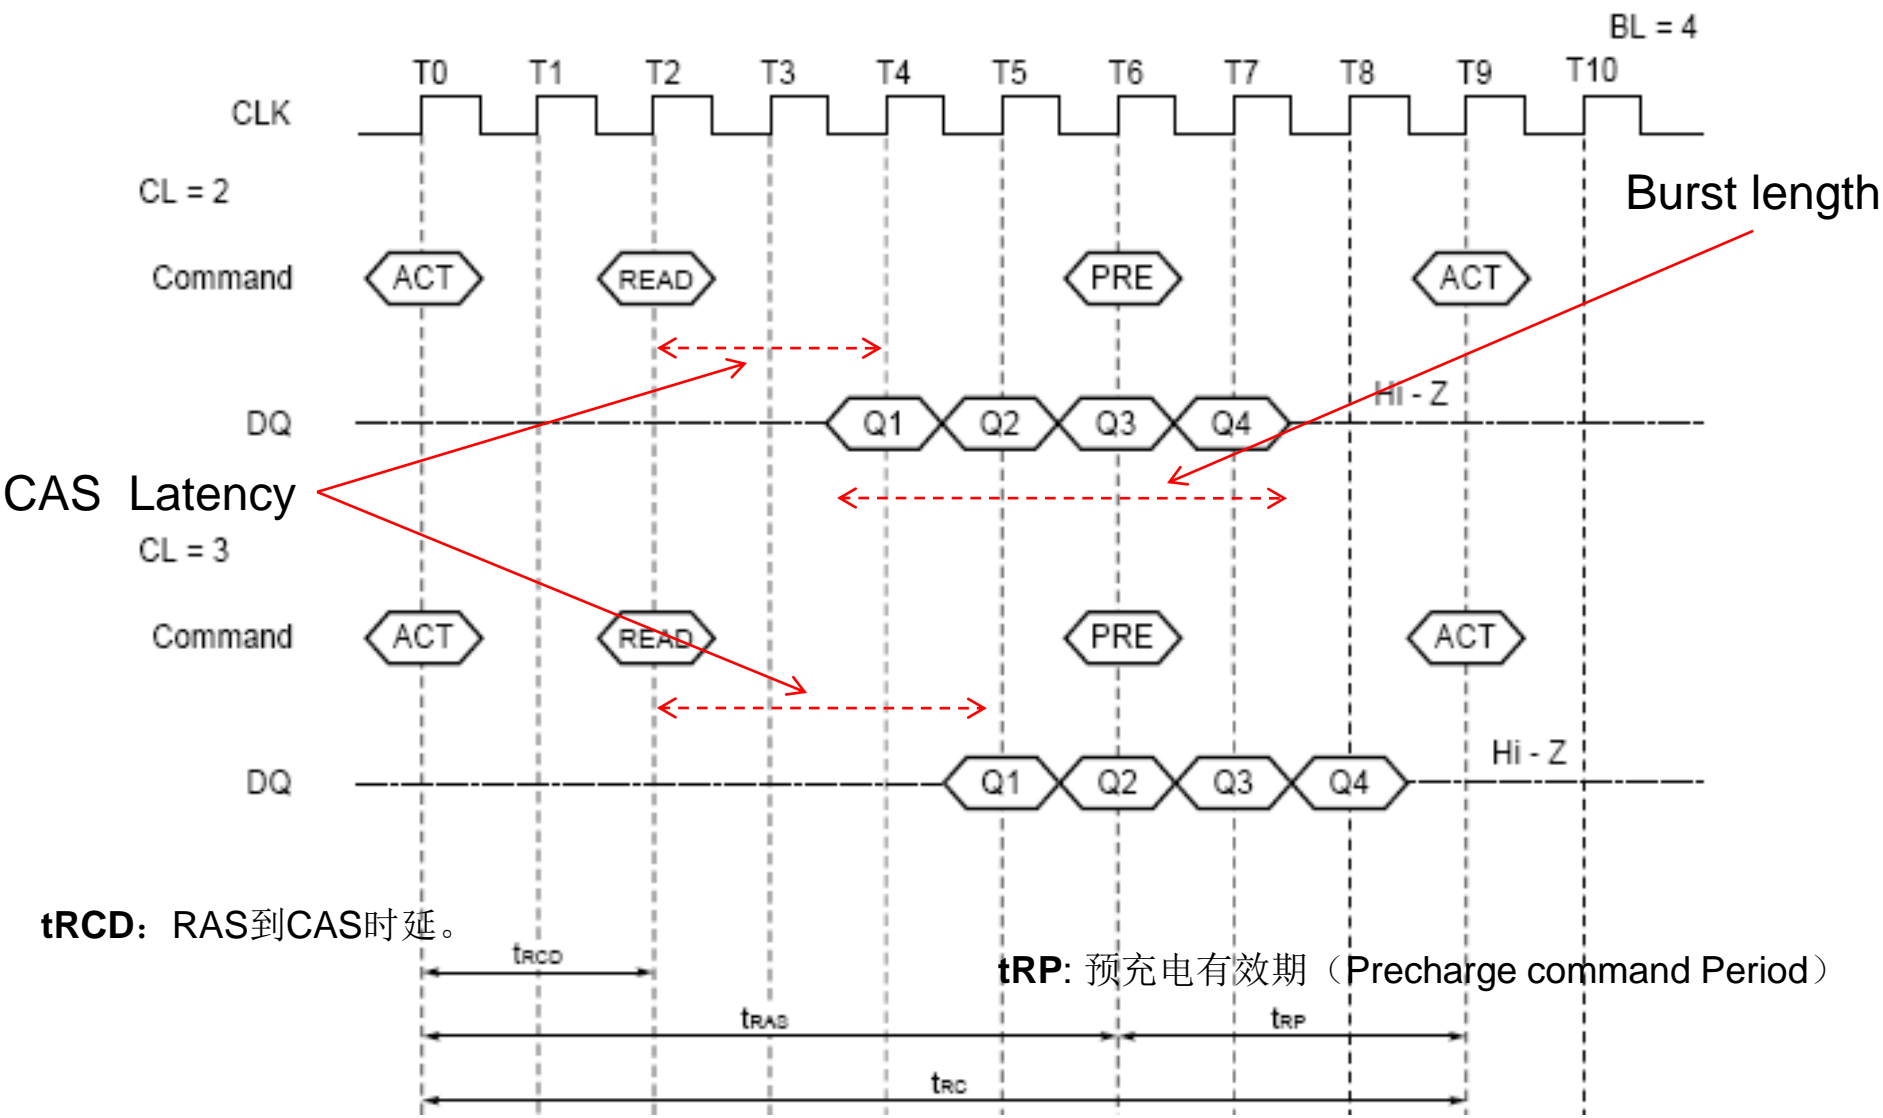 BL = 4
T0 T1 T2 T3 T4 T5 T6 T7 T8 T9 T10
CLK
CL = 2
Burst length
Command ACT READ PRE ACT
Hi - Z
DQ Q1 Q2 Q3 Q4
CAS Latency
CL = 3
Command ACT READ PRE ACT
Hi - Z
DQ Q1 Q2 Q3 Q4
tRCD：RAS到CAS时延。
tRCD
tRP: 预充电有效期（Precharge command Period）
tRAS tRP
tRC